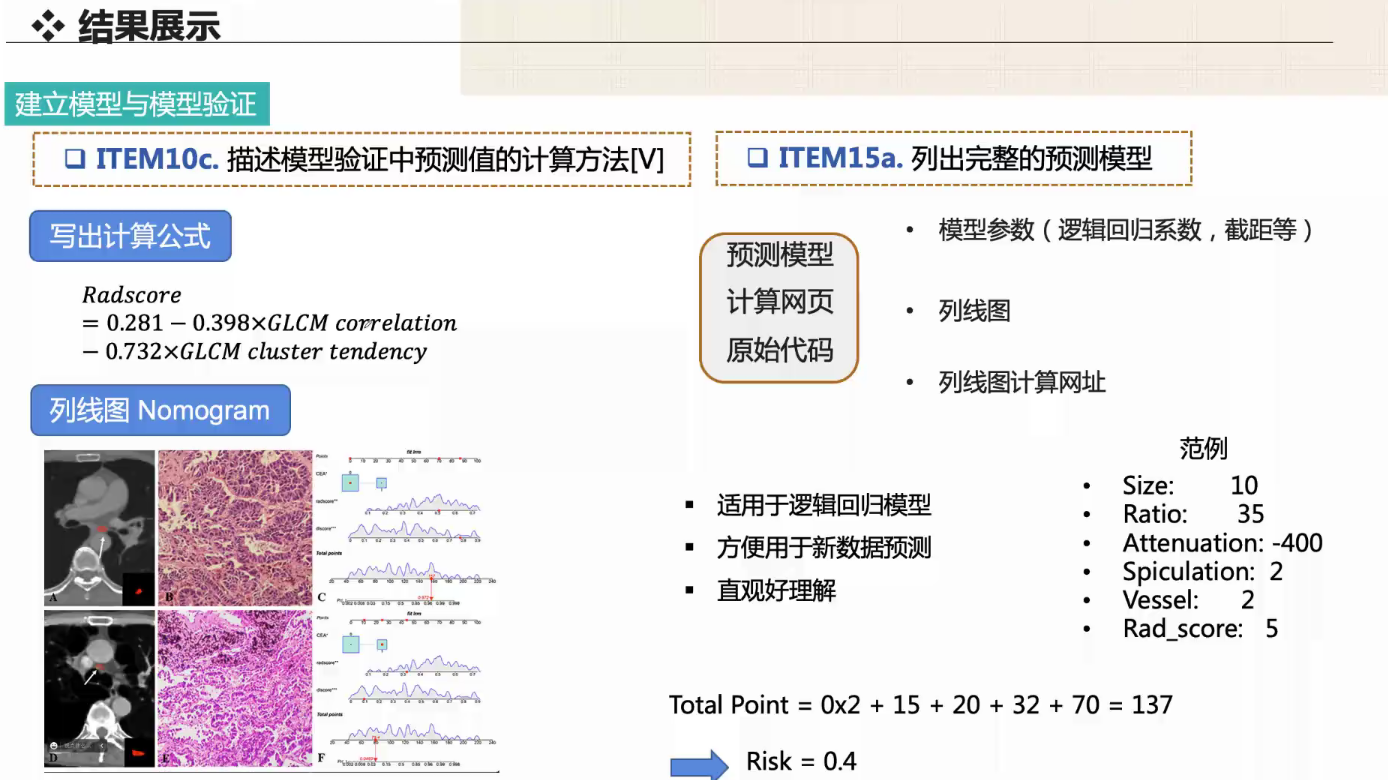 结果展示
建立模型与模型验证
ITEM10c. 描述模型验证中预测值的计算方法[V]
ITEM15a. 列出完整的预测模型
写出计算公式
Radscore
= 0.281 − 0.398×GLCM correlation
− 0.732×GLCM cluster tendency
列线图 Nomogram
A
B
C
D
E
F
Points
CEA*
radscore**
discore***
Total points
Points
CEA*
radscore**
discore***
Total points
预测模型
计算网页
原始代码
• 模型参数（逻辑回归系数，截距等）
• 列线图
• 列线图计算网址
▪ 适用于逻辑回归模型
▪ 方便用于新数据预测
▪ 直观好理解
范例
• Size: 10
• Ratio: 35
• Attenuation: -400
• Spiculation: 2
• Vessel: 2
• Rad_score: 5
Total Point = 0x2 + 15 + 20 + 32 + 70 = 137
Risk = 0.4